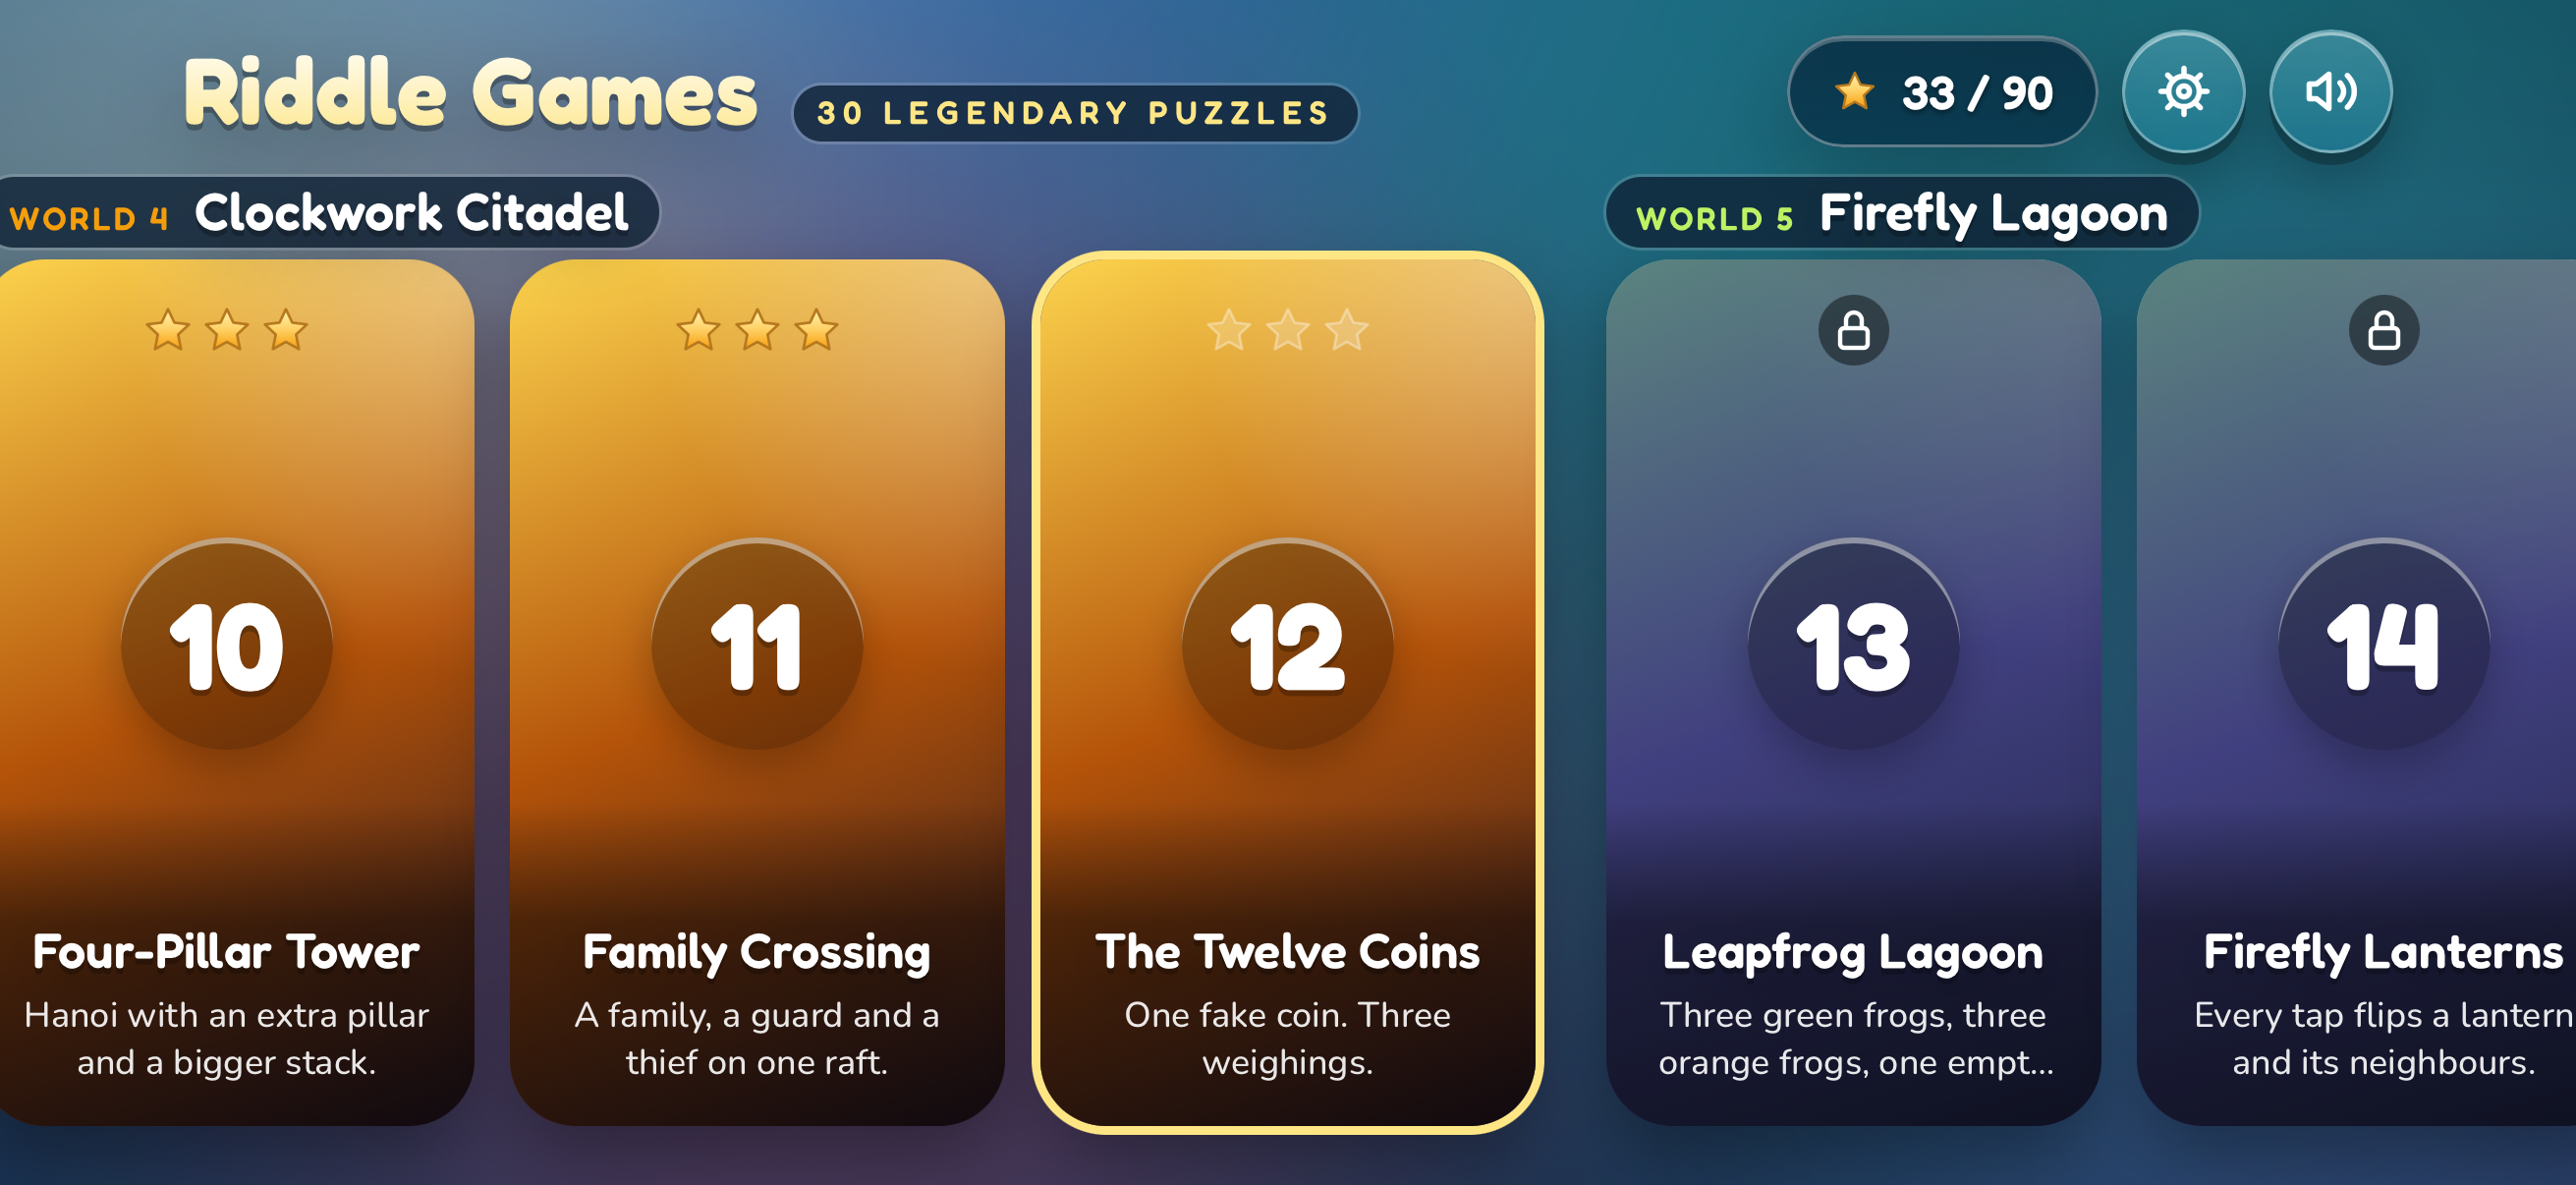 Riddle Games
30 LEGENDARY PUZZLES
33 / 90
WORLD 4 Clockwork Citadel
WORLD 5 Firefly Lagoon
10
Four-Pillar Tower
Hanoi with an extra pillar
and a bigger stack.
11
Family Crossing
A family, a guard and a
thief on one raft.
12
The Twelve Coins
One fake coin. Three
weighings.
13
Leapfrog Lagoon
Three green frogs, three
orange frogs, one empt...
14
Firefly Lanterns
Every tap flips a lantern
and its neighbours.